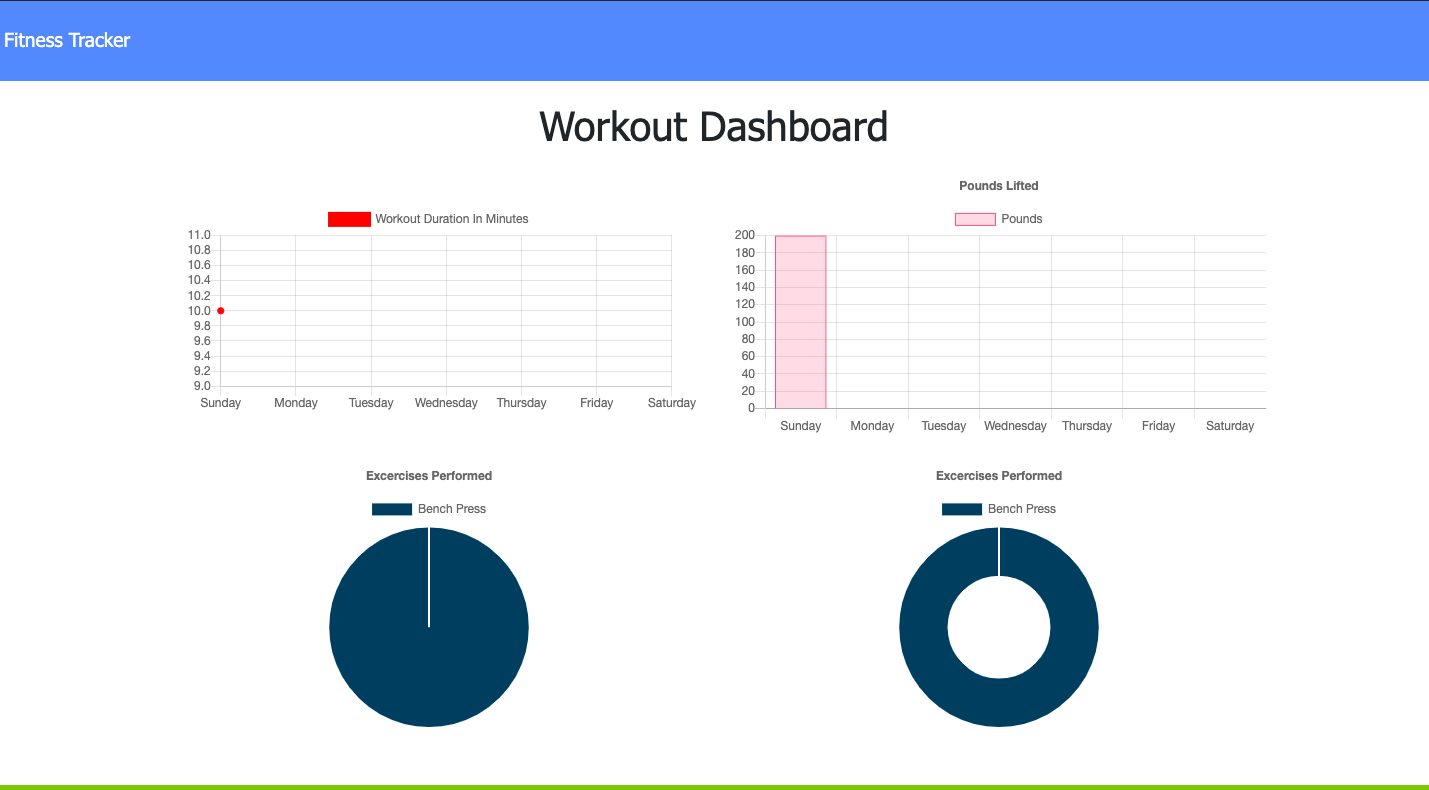 Fitness Tracker
Workout Dashboard
Workout Duration In Minutes
11.0
10.8
10.6
10.4
10.2
10.0
9.8
9.6
9.4
9.2
9.0
Sunday Monday Tuesday Wednesday Thursday Friday Saturday
Pounds Lifted
Pounds
200
180
160
140
120
100
80
60
40
20
0
Sunday Monday Tuesday Wednesday Thursday Friday Saturday
Excercises Performed
Bench Press
Excercises Performed
Bench Press